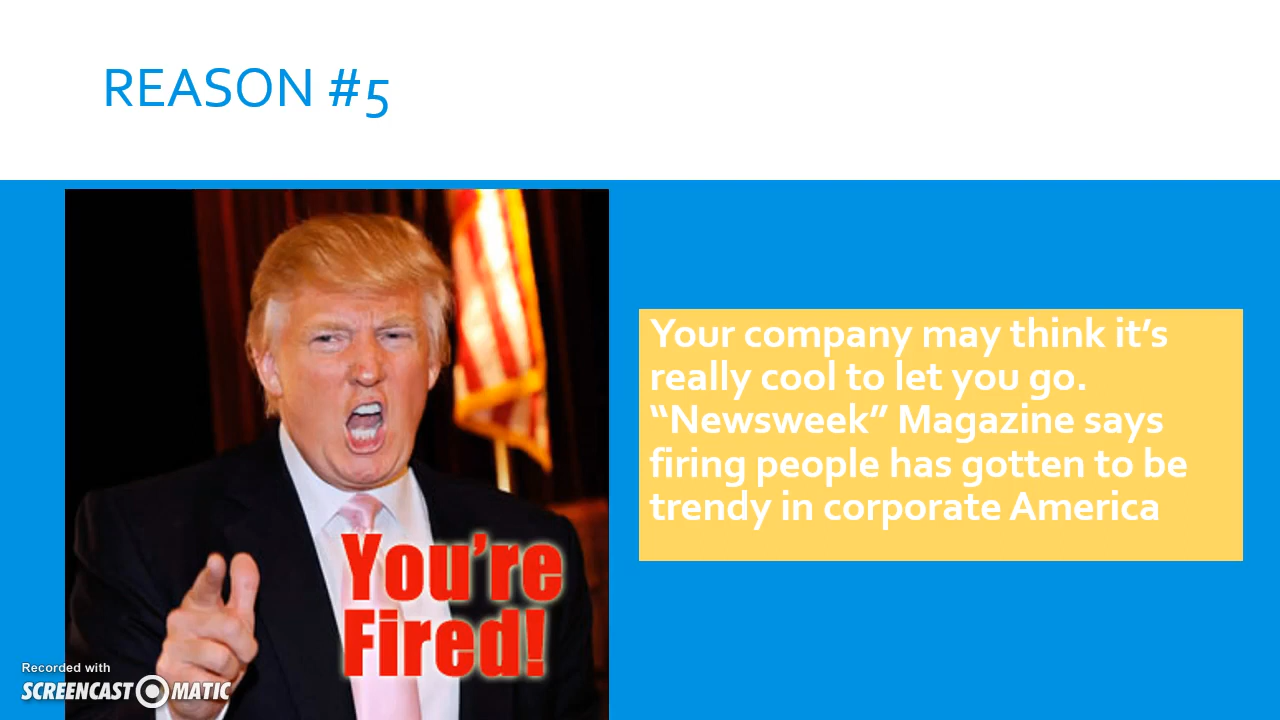 REASON #5
Your company may think it’s
really cool to let you go.
“Newsweek” Magazine says
firing people has gotten to be
trendy in corporate America
You’re
Fired!
Recorded with
SCREENCAST O MATIC